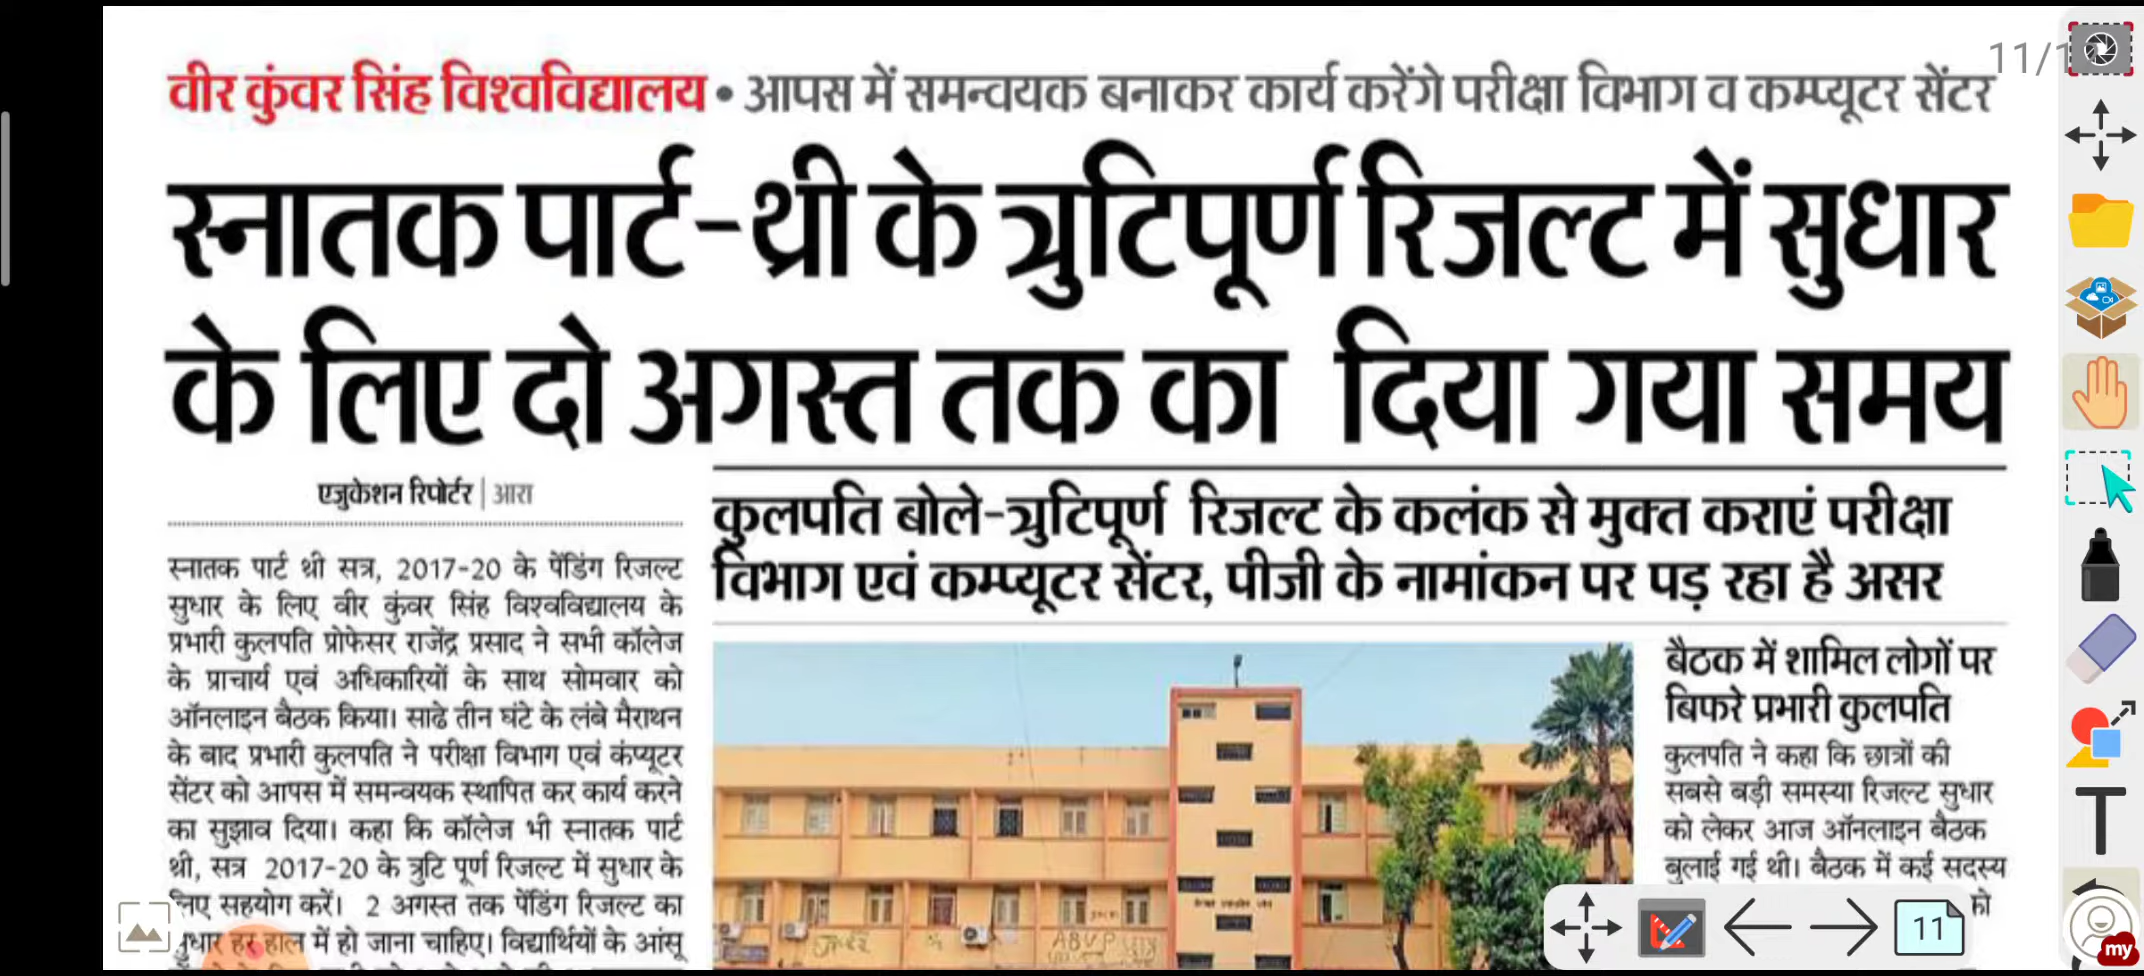 11/1
वीर कुंवर सिंह विश्वविद्यालय • आपस में समन्वयक बनाकर कार्य करेंगे परीक्षा विभाग व कम्प्यूटर सेंटर
स्नातक पार्ट-थ्री के त्रुटिपूर्ण रिजल्ट में सुधार
के लिए दो अगस्त तक का दिया गया समय
एजुकेशन रिपोर्टर | आरा
स्नातक पार्ट थ्री सत्र, 2017-20 के पेंडिंग रिजल्ट
सुधार के लिए वीर कुंवर सिंह विश्वविद्यालय के
प्रभारी कुलपति प्रोफेसर राजेंद्र प्रसाद ने सभी कॉलेज
के प्राचार्य एवं अधिकारियों के साथ सोमवार को
ऑनलाइन बैठक किया। साढे तीन घंटे के लंबे मैराथन
के बाद प्रभारी कुलपति ने परीक्षा विभाग एवं कंप्यूटर
सेंटर को आपस में समन्वयक स्थापित कर कार्य करने
का सुझाव दिया। कहा कि कॉलेज भी स्नातक पार्ट
थ्री, सत्र 2017-20 के त्रुटि पूर्ण रिजल्ट में सुधार के
लिए सहयोग करें। 2 अगस्त तक पेंडिंग रिजल्ट का
सुधार हर हाल में हो जाना चाहिए। विद्यार्थियों के आंसू
कुलपति बोले-त्रुटिपूर्ण रिजल्ट के कलंक से मुक्त कराएं परीक्षा
विभाग एवं कम्प्यूटर सेंटर, पीजी के नामांकन पर पड़ रहा है असर
ABVP
बैठक में शामिल लोगों पर
बिफरे प्रभारी कुलपति
कुलपति ने कहा कि छात्रों की
सबसे बड़ी समस्या रिजल्ट सुधार
को लेकर आज ऑनलाइन बैठक
बुलाई गई थी। बैठक में कई सदस्य
को
11
T
my